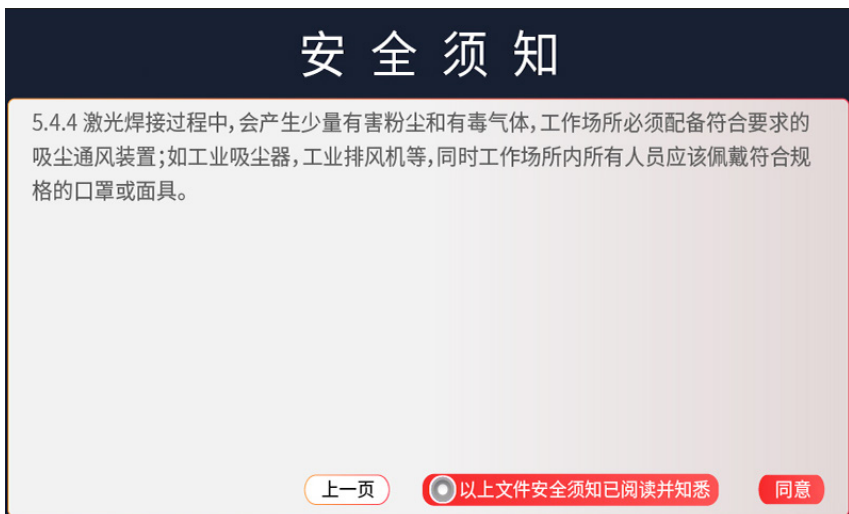 安全须知
5.4.4 激光焊接过程中,会产生少量有害粉尘和有毒气体,工作场所必须配备符合要求的
吸尘通风装置;如工业吸尘器,工业排风机等,同时工作场所内所有人员应该佩戴符合规
格的口罩或面具。
上一页 以上文件安全须知已阅读并知悉 同意